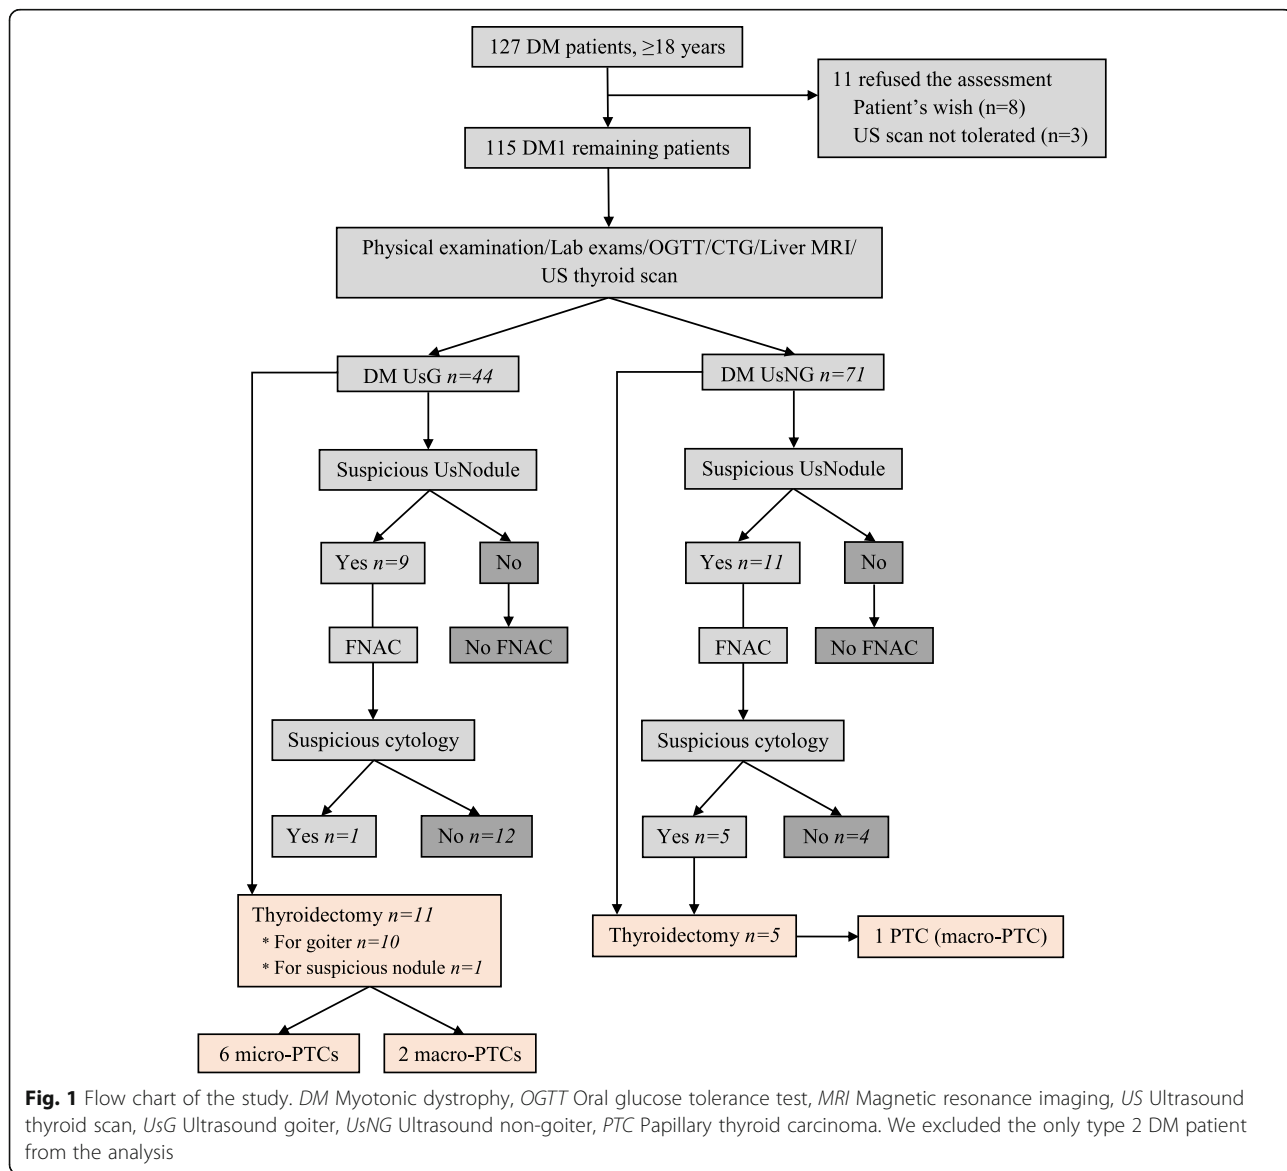 127 DM patients, ≥18 years
11 refused the assessment
Patient's wish (n=8)
US scan not tolerated (n=3)
115 DM1 remaining patients
Physical examination/Lab exams/OGTT/CTG/Liver MRI/
US thyroid scan
DM UsG n=44
DM UsNG n=71
Suspicious UsNodule
Suspicious UsNodule
Yes n=9
No
Yes n=11
No
FNAC
No FNAC
FNAC
No FNAC
Suspicious cytology
Suspicious cytology
Yes n=1
No n=12
Yes n=5
No n=4
Thyroidectomy n=11
* For goiter n=10
* For suspicious nodule n=1
Thyroidectomy n=5
1 PTC (macro-PTC)
6 micro-PTCs
2 macro-PTCs
Fig. 1 Flow chart of the study. DM Myotonic dystrophy, OGTT Oral glucose tolerance test, MRI Magnetic resonance imaging, US Ultrasound
thyroid scan, UsG Ultrasound goiter, UsNG Ultrasound non-goiter, PTC Papillary thyroid carcinoma. We excluded the only type 2 DM patient
from the analysis